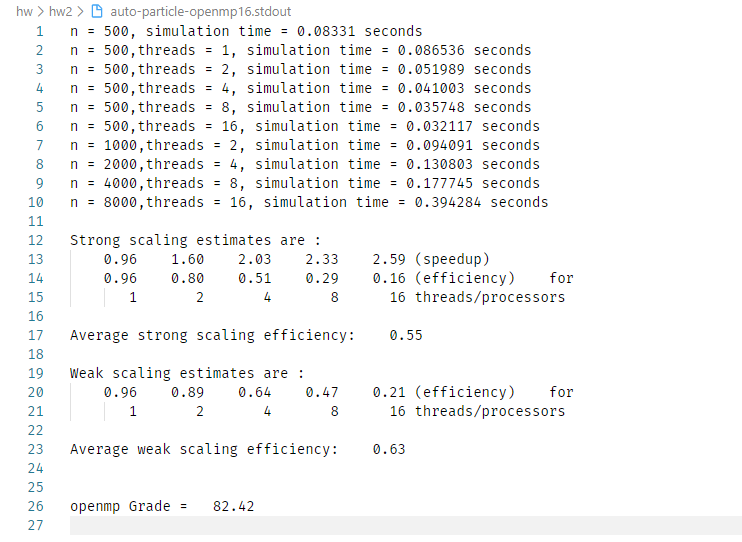 hw > hw2 > auto-particle-openmp16.stdout
1 n = 500, simulation time = 0.08331 seconds
2 n = 500,threads = 1, simulation time = 0.086536 seconds
3 n = 500,threads = 2, simulation time = 0.051989 seconds
4 n = 500,threads = 4, simulation time = 0.041003 seconds
5 n = 500,threads = 8, simulation time = 0.035748 seconds
6 n = 500,threads = 16, simulation time = 0.032117 seconds
7 n = 1000,threads = 2, simulation time = 0.094091 seconds
8 n = 2000,threads = 4, simulation time = 0.130803 seconds
9 n = 4000,threads = 8, simulation time = 0.177745 seconds
10 n = 8000,threads = 16, simulation time = 0.394284 seconds
11
12 Strong scaling estimates are :
13     0.96    1.60    2.03    2.33    2.59 (speedup)
14     0.96    0.80    0.51    0.29    0.16 (efficiency)    for
15        1       2       4       8      16 threads/processors
16
17 Average strong scaling efficiency:    0.55
18
19 Weak scaling estimates are :
20     0.96    0.89    0.64    0.47    0.21 (efficiency)    for
21        1       2       4       8      16 threads/processors
22
23 Average weak scaling efficiency:    0.63
24
25
26 openmp Grade =   82.42
27